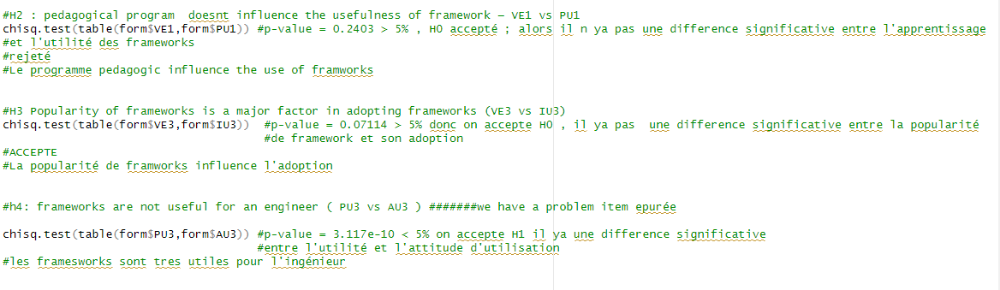 #H2 : pedagogical program  doesnt influence the usefulness of framework – VE1 vs PU1
chisq.test(table(form$VE1,form$PU1)) #p-value = 0.2403 > 5% , H0 accepté ; alors il n ya pas une difference significative entre l'apprentissage
#et l'utilité des frameworks
#rejeté
#Le programme pedagogic influence the use of framworks
#H3 Popularity of frameworks is a major factor in adopting frameworks (VE3 vs IU3)
chisq.test(table(form$VE3,form$IU3))  #p-value = 0.07114 > 5% donc on accepte H0 , il ya pas  une difference significative entre la popularité
#de framework et son adoption
#ACCEPTE
#La popularité de framworks influence l'adoption
#h4: frameworks are not useful for an engineer ( PU3 vs AU3 ) #######we have a problem item epurée
chisq.test(table(form$PU3,form$AU3)) #p-value = 3.117e-10 < 5% on accepte H1 il ya une difference significative
#entre l'utilité et l'attitude d'utilisation
#les framesworks sont tres utiles pour l'ingénieur